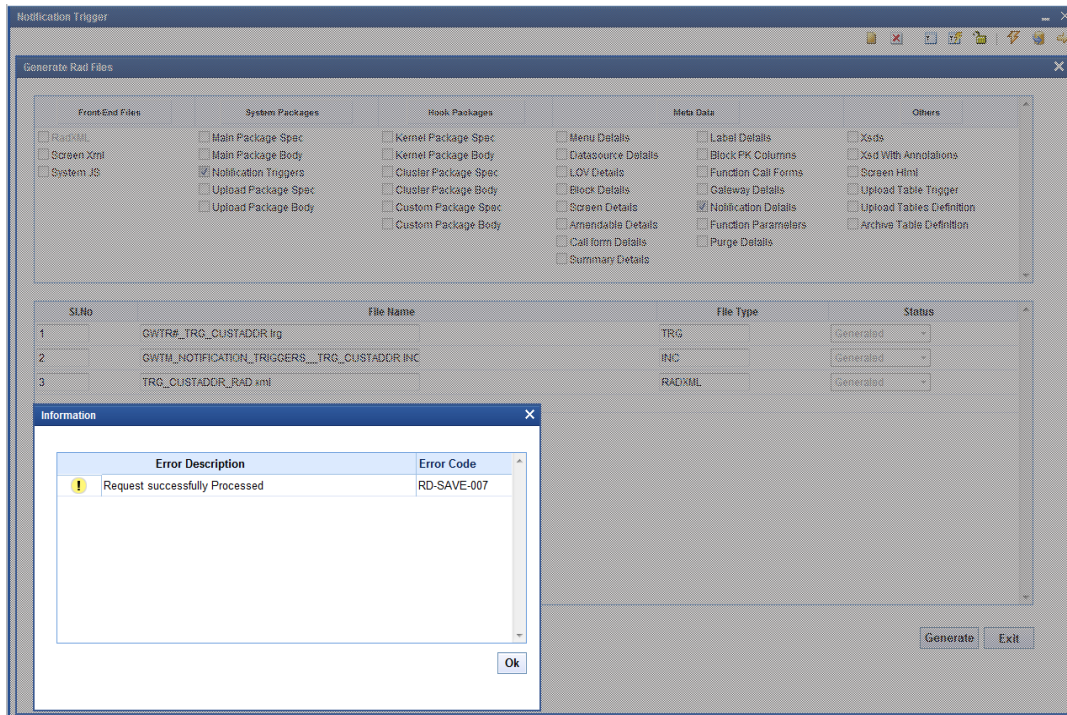 Notification Trigger
Generate Rad Files
Front-End Files System Packages Hook Packages Meta Data Others
RadXML Main Package Spec Kernel Package Spec Menu Details Label Details Xsds
Screen Xml Main Package Body Kernel Package Body Datasource Details Block PK Columns Xsd With Annotations
System JS Notification Triggers Cluster Package Spec LOV Details Function Call Forms Screen Html
Upload Package Spec Cluster Package Body Block Details Gateway Details Upload Table Trigger
Upload Package Body Custom Package Spec Screen Details Notification Details Upload Tables Definition
Custom Package Body Amendable Details Function Parameters Archive Table Definition
Call form Details Purge Details
Summary Details
Sl.No File Name File Type Status
1 GWTR#_TRG_CUSTADDR.trg TRG Generated
2 GWTM_NOTIFICATION_TRIGGERS__TRG_CUSTADDR.INC INC Generated
3 TRG_CUSTADDR_RAD.xml RADXML Generated
Information
Error Description Error Code
Request successfully Processed RD-SAVE-007
Ok
Generate Exit